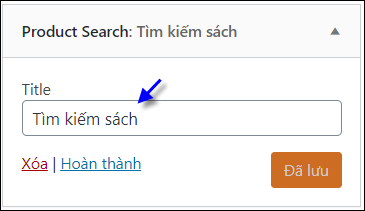 Product Search: Tìm kiếm sách
Title
Tìm kiếm sách
Xóa | Hoàn thành
Đã lưu